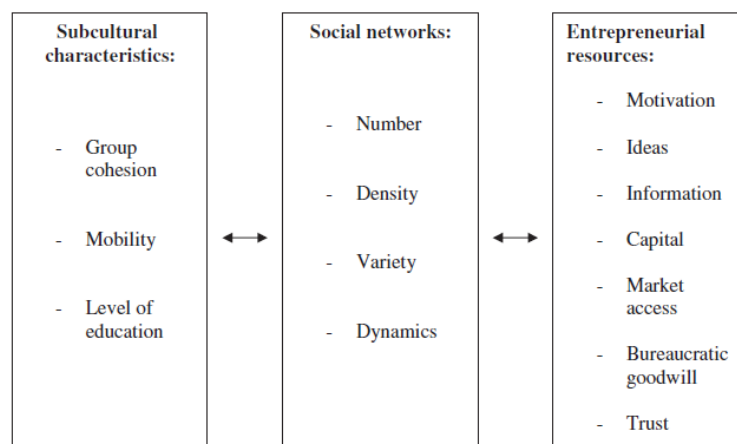 Subcultural
characteristics:
- Group
cohesion
- Mobility
- Level of
education
Social networks:
- Number
- Density
- Variety
- Dynamics
Entrepreneurial
resources:
- Motivation
- Ideas
- Information
- Capital
- Market
access
- Bureaucratic
goodwill
- Trust